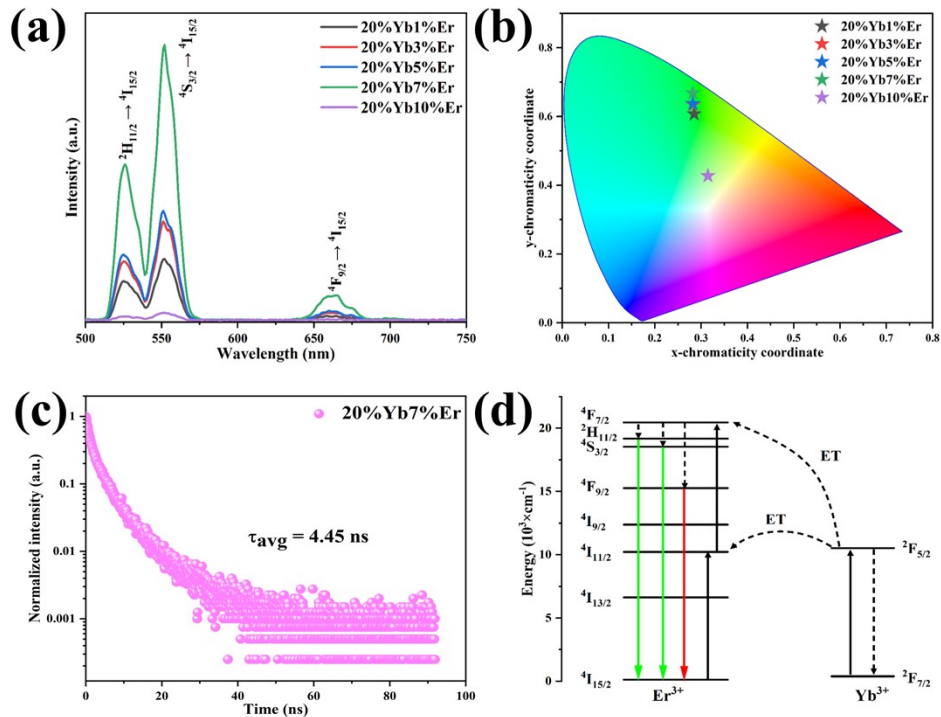 (a)
20%Yb1%Er
20%Yb3%Er
20%Yb5%Er
20%Yb7%Er
20%Yb10%Er
²H₁₁/₂ → ⁴I₁₅/₂
⁴S₃/₂ → ⁴I₁₅/₂
⁴F₉/₂ → ⁴I₁₅/₂
Intensity (a.u.)
500 550 600 650 700 750
Wavelength (nm)
(b)
20%Yb1%Er
20%Yb3%Er
20%Yb5%Er
20%Yb7%Er
20%Yb10%Er
y-chromaticity coordinate
0.8
0.6
0.4
0.2
0.0
0.0 0.1 0.2 0.3 0.4 0.5 0.6 0.7 0.8
x-chromaticity coordinate
(c)
20%Yb7%Er
τavg = 4.45 ns
Normalized intensity (a.u.)
1
0.1
0.01
0.001
0 20 40 60 80 100
Time (ns)
(d)
Energy (10³×cm⁻¹)
20
15
10
5
0
⁴F₇/₂
²H₁₁/₂
⁴S₃/₂
⁴F₉/₂
⁴I₉/₂
⁴I₁₁/₂
⁴I₁₃/₂
⁴I₁₅/₂
ET
ET
²F₅/₂
²F₇/₂
Er³⁺
Yb³⁺